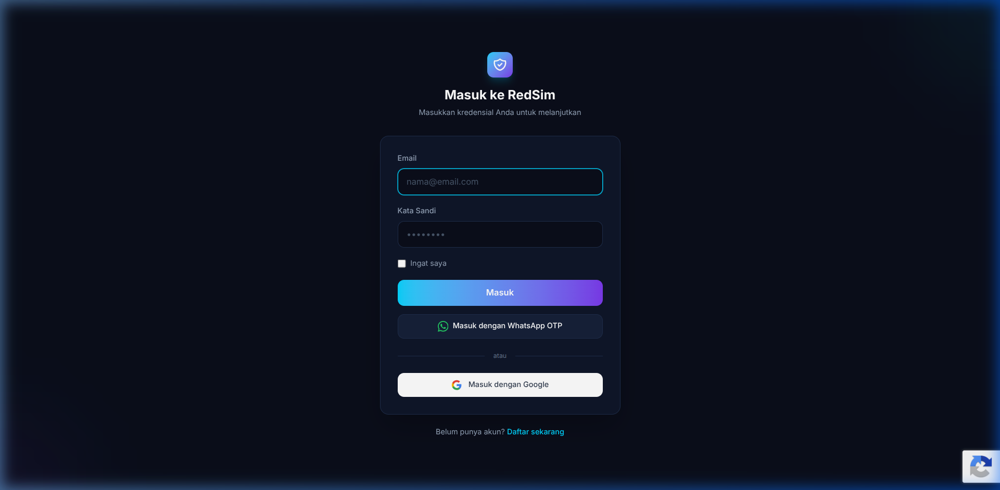 Masuk ke RedSim
Masukkan kredensial Anda untuk melanjutkan
Email
nama@email.com
Kata Sandi
••••••••
Ingat saya
Masuk
Masuk dengan WhatsApp OTP
atau
Masuk dengan Google
Belum punya akun? Daftar sekarang